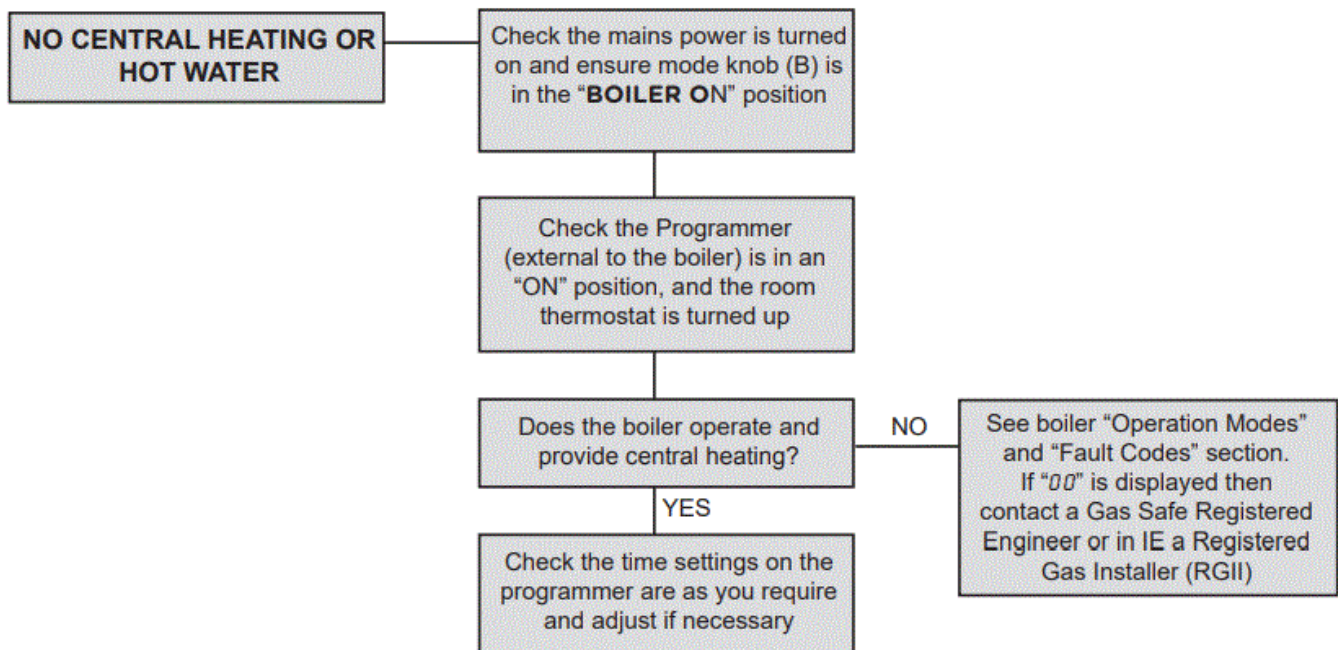 NO CENTRAL HEATING OR
HOT WATER
Check the mains power is turned
on and ensure mode knob (B) is
in the “BOILER ON” position
Check the Programmer
(external to the boiler) is in an
“ON” position, and the room
thermostat is turned up
Does the boiler operate and
provide central heating?
NO
See boiler “Operation Modes”
and “Fault Codes” section.
If “00” is displayed then
contact a Gas Safe Registered
Engineer or in IE a Registered
Gas Installer (RGII)
YES
Check the time settings on the
programmer are as you require
and adjust if necessary